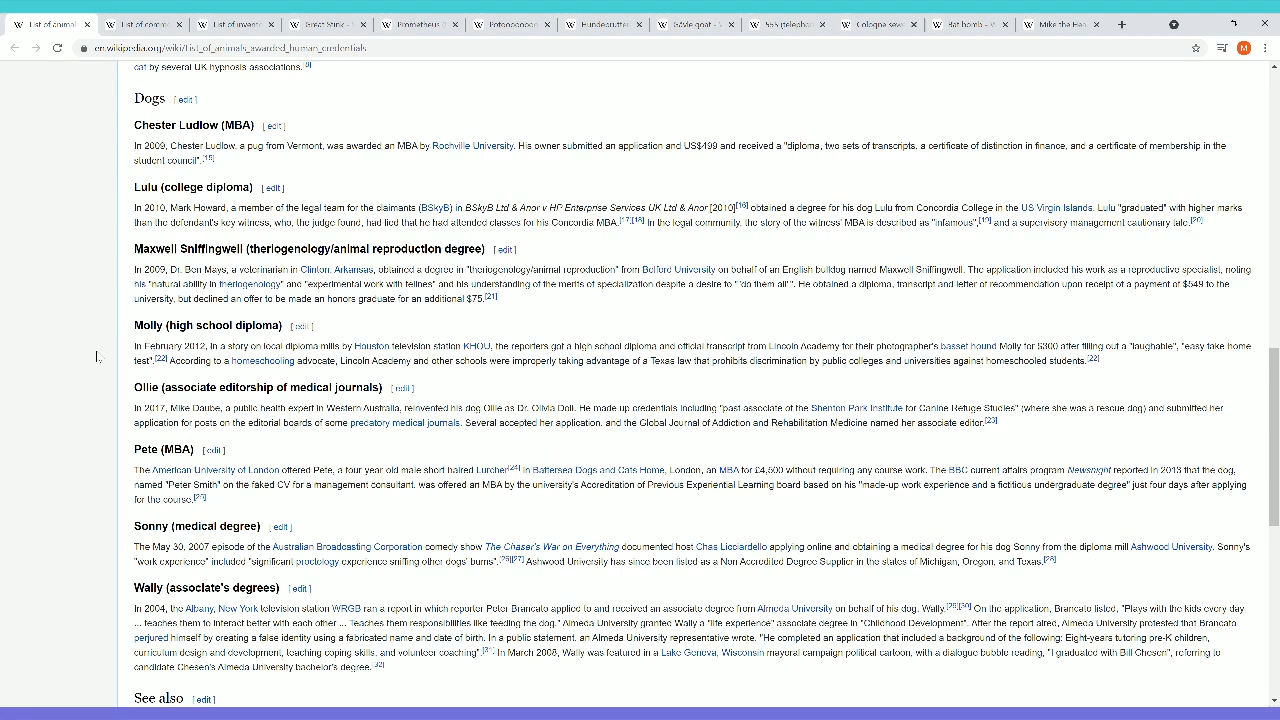 List of animal
List of comm
List of invent
Great Stink -
Prometheus (
Potoooooooo
Hundeprutter
Gävle goat -
555 (telephon
Cologne sewe
Bat bomb - W
Mike the Hea
en.wikipedia.org/wiki/List_of_animals_awarded_human_credentials
M
cat by several UK hypnosis associations.
Dogs [ edit ]
Chester Ludlow (MBA) [ edit ]
In 2009, Chester Ludlow, a pug from Vermont, was awarded an MBA by Rochville University. His owner submitted an application and US$499 and received a "diploma, two sets of transcripts, a certificate of distinction in finance, and a certificate of membership in the
student council".[15]
Lulu (college diploma) [ edit ]
In 2010, Mark Howard, a member of the legal team for the claimants (BSkyB) in BSkyB Ltd & Anor v HP Enterprise Services UK Ltd & Anor [2010][16] obtained a degree for his dog Lulu from Concordia College in the US Virgin Islands. Lulu "graduated" with higher marks
than the defendant's key witness, who, the judge found, had lied that he had attended classes for his Concordia MBA.[17][18] In the legal community, the story of the witness' MBA is described as "infamous",[19] and a supervisory management cautionary tale.[20]
Maxwell Sniffingwell (theriogenology/animal reproduction degree) [ edit ]
In 2009, Dr. Ben Mays, a veterinarian in Clinton, Arkansas, obtained a degree in "theriogenology/animal reproduction" from Belford University on behalf of an English bulldog named Maxwell Sniffingwell. The application included his work as a reproductive specialist, noting
his "natural ability in theriogenology" and "experimental work with felines" and his understanding of the merits of specialization despite a desire to "'do them all'". He obtained a diploma, transcript and letter of recommendation upon receipt of a payment of $549 to the
university, but declined an offer to be made an honors graduate for an additional $75.[21]
Molly (high school diploma) [ edit ]
In February 2012, in a story on local diploma mills by Houston television station KHOU, the reporters got a high school diploma and official transcript from Lincoln Academy for their photographer's basset hound Molly for $300 after filling out a "laughable", "easy take home
test".[22] According to a homeschooling advocate, Lincoln Academy and other schools were improperly taking advantage of a Texas law that prohibits discrimination by public colleges and universities against homeschooled students.[22]
Ollie (associate editorship of medical journals) [ edit ]
In 2017, Mike Daube, a public health expert in Western Australia, reinvented his dog Ollie as Dr. Olivia Doll. He made up credentials including "past associate of the Shenton Park Institute for Canine Refuge Studies" (where she was a rescue dog) and submitted her
application for posts on the editorial boards of some predatory medical journals. Several accepted her application, and the Global Journal of Addiction and Rehabilitation Medicine named her associate editor.[23]
Pete (MBA) [ edit ]
The American University of London offered Pete, a four year old male short haired Lurcher[24] in Battersea Dogs and Cats Home, London, an MBA for £4,500 without requiring any course work. The BBC current affairs program Newsnight reported in 2013 that the dog,
named "Peter Smith" on the faked CV for a management consultant, was offered an MBA by the university's Accreditation of Previous Experiential Learning board based on his "made-up work experience and a fictitious undergraduate degree" just four days after applying
for the course.[25]
Sonny (medical degree) [ edit ]
The May 30, 2007 episode of the Australian Broadcasting Corporation comedy show The Chaser's War on Everything documented host Chas Licciardello applying online and obtaining a medical degree for his dog Sonny from the diploma mill Ashwood University. Sonny's
"work experience" included "significant proctology experience sniffing other dogs' bums".[26][27] Ashwood University has since been listed as a Non Accredited Degree Supplier in the states of Michigan, Oregon, and Texas.[28]
Wally (associate's degrees) [ edit ]
In 2004, the Albany, New York television station WRGB ran a report in which reporter Peter Brancato applied to and received an associate degree from Almeda University on behalf of his dog, Wally.[29][30] On the application, Brancato listed, "Plays with the kids every day
... teaches them to interact better with each other ... Teaches them responsibilities like feeding the dog." Almeda University granted Wally a "life experience" associate degree in "Childhood Development". After the report aired, Almeda University protested that Brancato
perjured himself by creating a false identity using a fabricated name and date of birth. In a public statement, an Almeda University representative wrote, "He completed an application that included a background of the following: Eight-years tutoring pre-K children,
curriculum design and development, teaching coping skills, and volunteer coaching".[31] In March 2008, Wally was featured in a Lake Geneva, Wisconsin mayoral campaign political cartoon, with a dialogue bubble reading, "I graduated with Bill Chesen", referring to
candidate Chesen's Almeda University bachelor's degree.[32]
See also [ edit ]